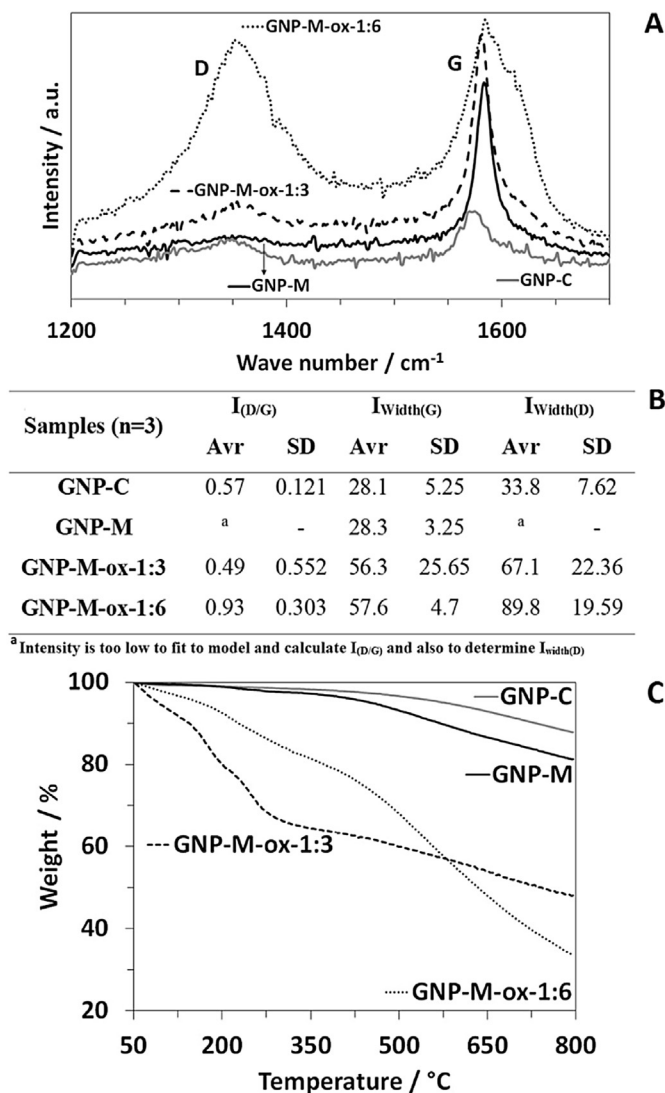 GNP-M-ox-1:6
A
D
G
GNP-M-ox-1:3
GNP-M
GNP-C
Intensity / a.u.
1200 1400 1600
Wave number / cm-1
B
Samples (n=3) I(D/G) IWidth(G) IWidth(D)
Avr SD Avr SD Avr SD
GNP-C 0.57 0.121 28.1 5.25 33.8 7.62
GNP-M a - 28.3 3.25 a -
GNP-M-ox-1:3 0.49 0.552 56.3 25.65 67.1 22.36
GNP-M-ox-1:6 0.93 0.303 57.6 4.7 89.8 19.59
a Intensity is too low to fit to model and calculate I(D/G) and also to determine Iwidth(D)
C
100
80
60
40
20
Weight / %
GNP-C
GNP-M
GNP-M-ox-1:3
GNP-M-ox-1:6
50 200 350 500 650 800
Temperature / °C